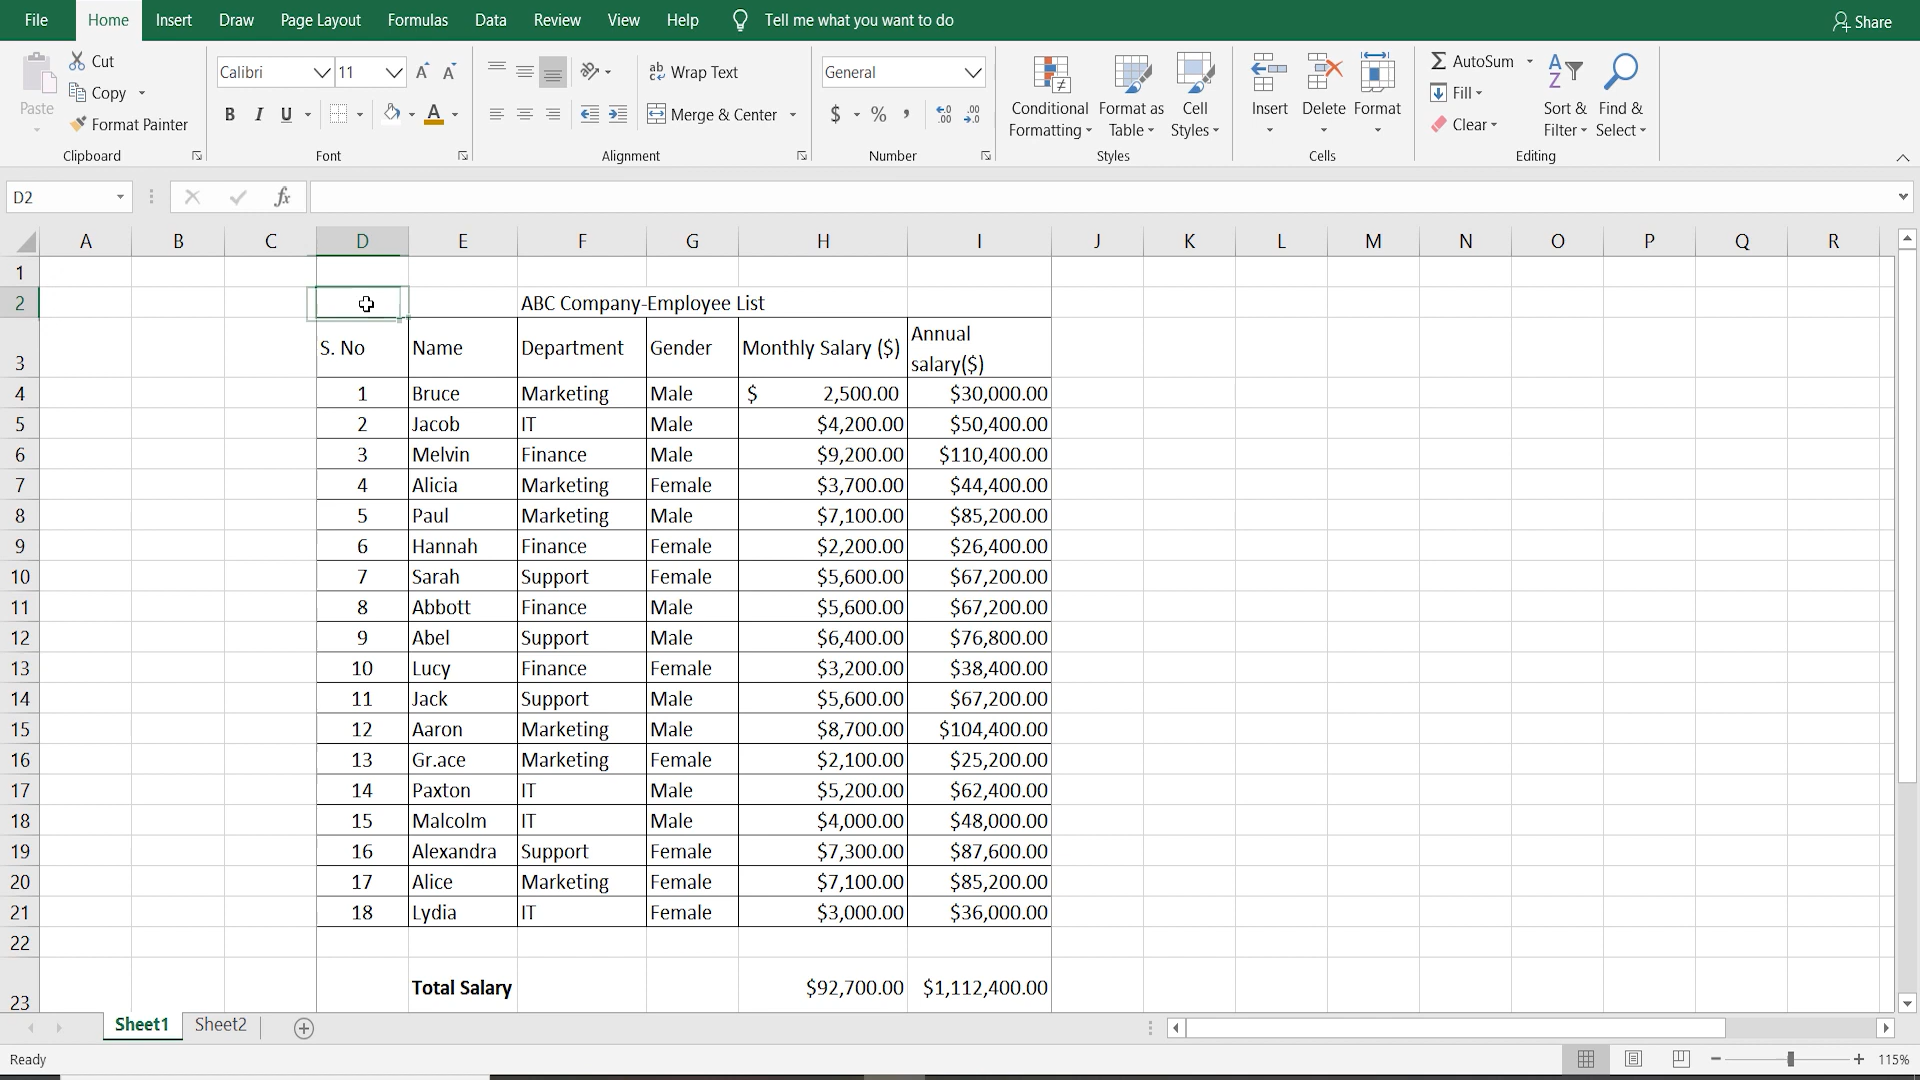 File Home Insert Draw Page Layout Formulas Data Review View Help Tell me what you want to do Share
Paste Cut Copy Format Painter Clipboard
Calibri 11 A A B I U A Font
ab Wrap Text Merge & Center Alignment
General $ % , .00 .00 Number
Conditional Formatting Format as Table Cell Styles Styles
Insert Delete Format Cells
Σ AutoSum Fill Clear Sort & Filter Find & Select Editing
D2 fx
A B C D E F G H I J K L M N O P Q R
1
2 ABC Company-Employee List
3 S. No Name Department Gender Monthly Salary ($) Annual salary($)
4 1 Bruce Marketing Male $ 2,500.00 $30,000.00
5 2 Jacob IT Male $4,200.00 $50,400.00
6 3 Melvin Finance Male $9,200.00 $110,400.00
7 4 Alicia Marketing Female $3,700.00 $44,400.00
8 5 Paul Marketing Male $7,100.00 $85,200.00
9 6 Hannah Finance Female $2,200.00 $26,400.00
10 7 Sarah Support Female $5,600.00 $67,200.00
11 8 Abbott Finance Male $5,600.00 $67,200.00
12 9 Abel Support Male $6,400.00 $76,800.00
13 10 Lucy Finance Female $3,200.00 $38,400.00
14 11 Jack Support Male $5,600.00 $67,200.00
15 12 Aaron Marketing Male $8,700.00 $104,400.00
16 13 Gr.ace Marketing Female $2,100.00 $25,200.00
17 14 Paxton IT Male $5,200.00 $62,400.00
18 15 Malcolm IT Male $4,000.00 $48,000.00
19 16 Alexandra Support Female $7,300.00 $87,600.00
20 17 Alice Marketing Female $7,100.00 $85,200.00
21 18 Lydia IT Female $3,000.00 $36,000.00
22
23 Total Salary $92,700.00 $1,112,400.00
Sheet1 Sheet2
Ready 115%